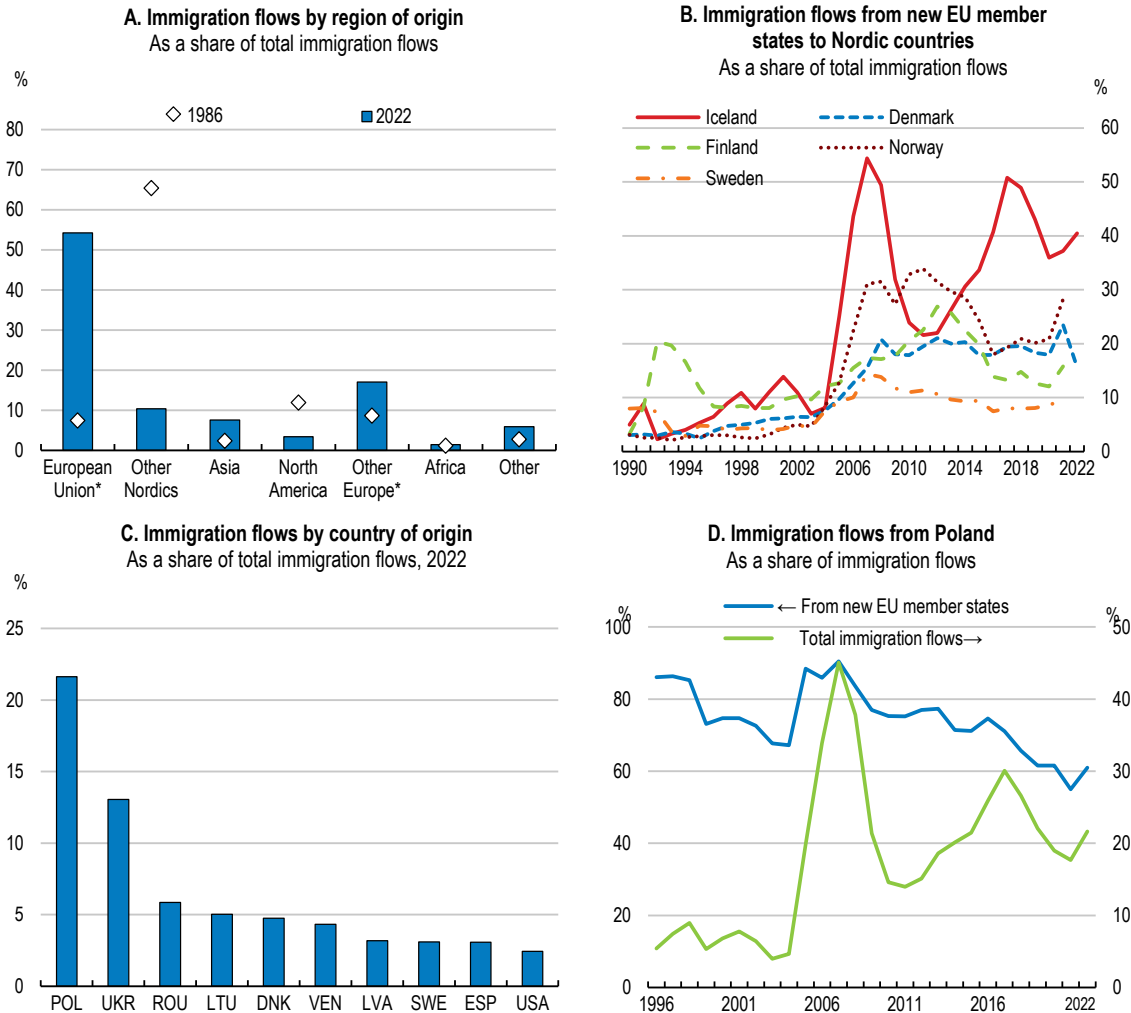 A. Immigration flows by region of origin
As a share of total immigration flows
%
1986
2022
80
70
60
50
40
30
20
10
0
European Union*
Other Nordics
Asia
North America
Other Europe*
Africa
Other
B. Immigration flows from new EU member
states to Nordic countries
As a share of total immigration flows
%
Iceland
Denmark
Finland
Norway
Sweden
60
50
40
30
20
10
0
1990 1994 1998 2002 2006 2010 2014 2018 2022
C. Immigration flows by country of origin
As a share of total immigration flows, 2022
%
25
20
15
10
5
0
POL UKR ROU LTU DNK VEN LVA SWE ESP USA
D. Immigration flows from Poland
As a share of immigration flows
← From new EU member states
Total immigration flows→
%
100
80
60
40
20
0
%
50
40
30
20
10
0
1996 2001 2006 2011 2016 2022